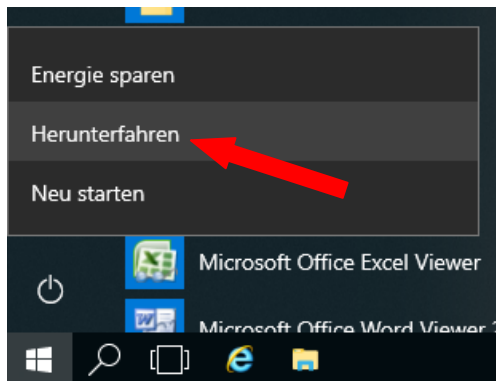 Energie sparen
Herunterfahren
Neu starten
Microsoft Office Excel Viewer
Microsoft Office Word Viewer